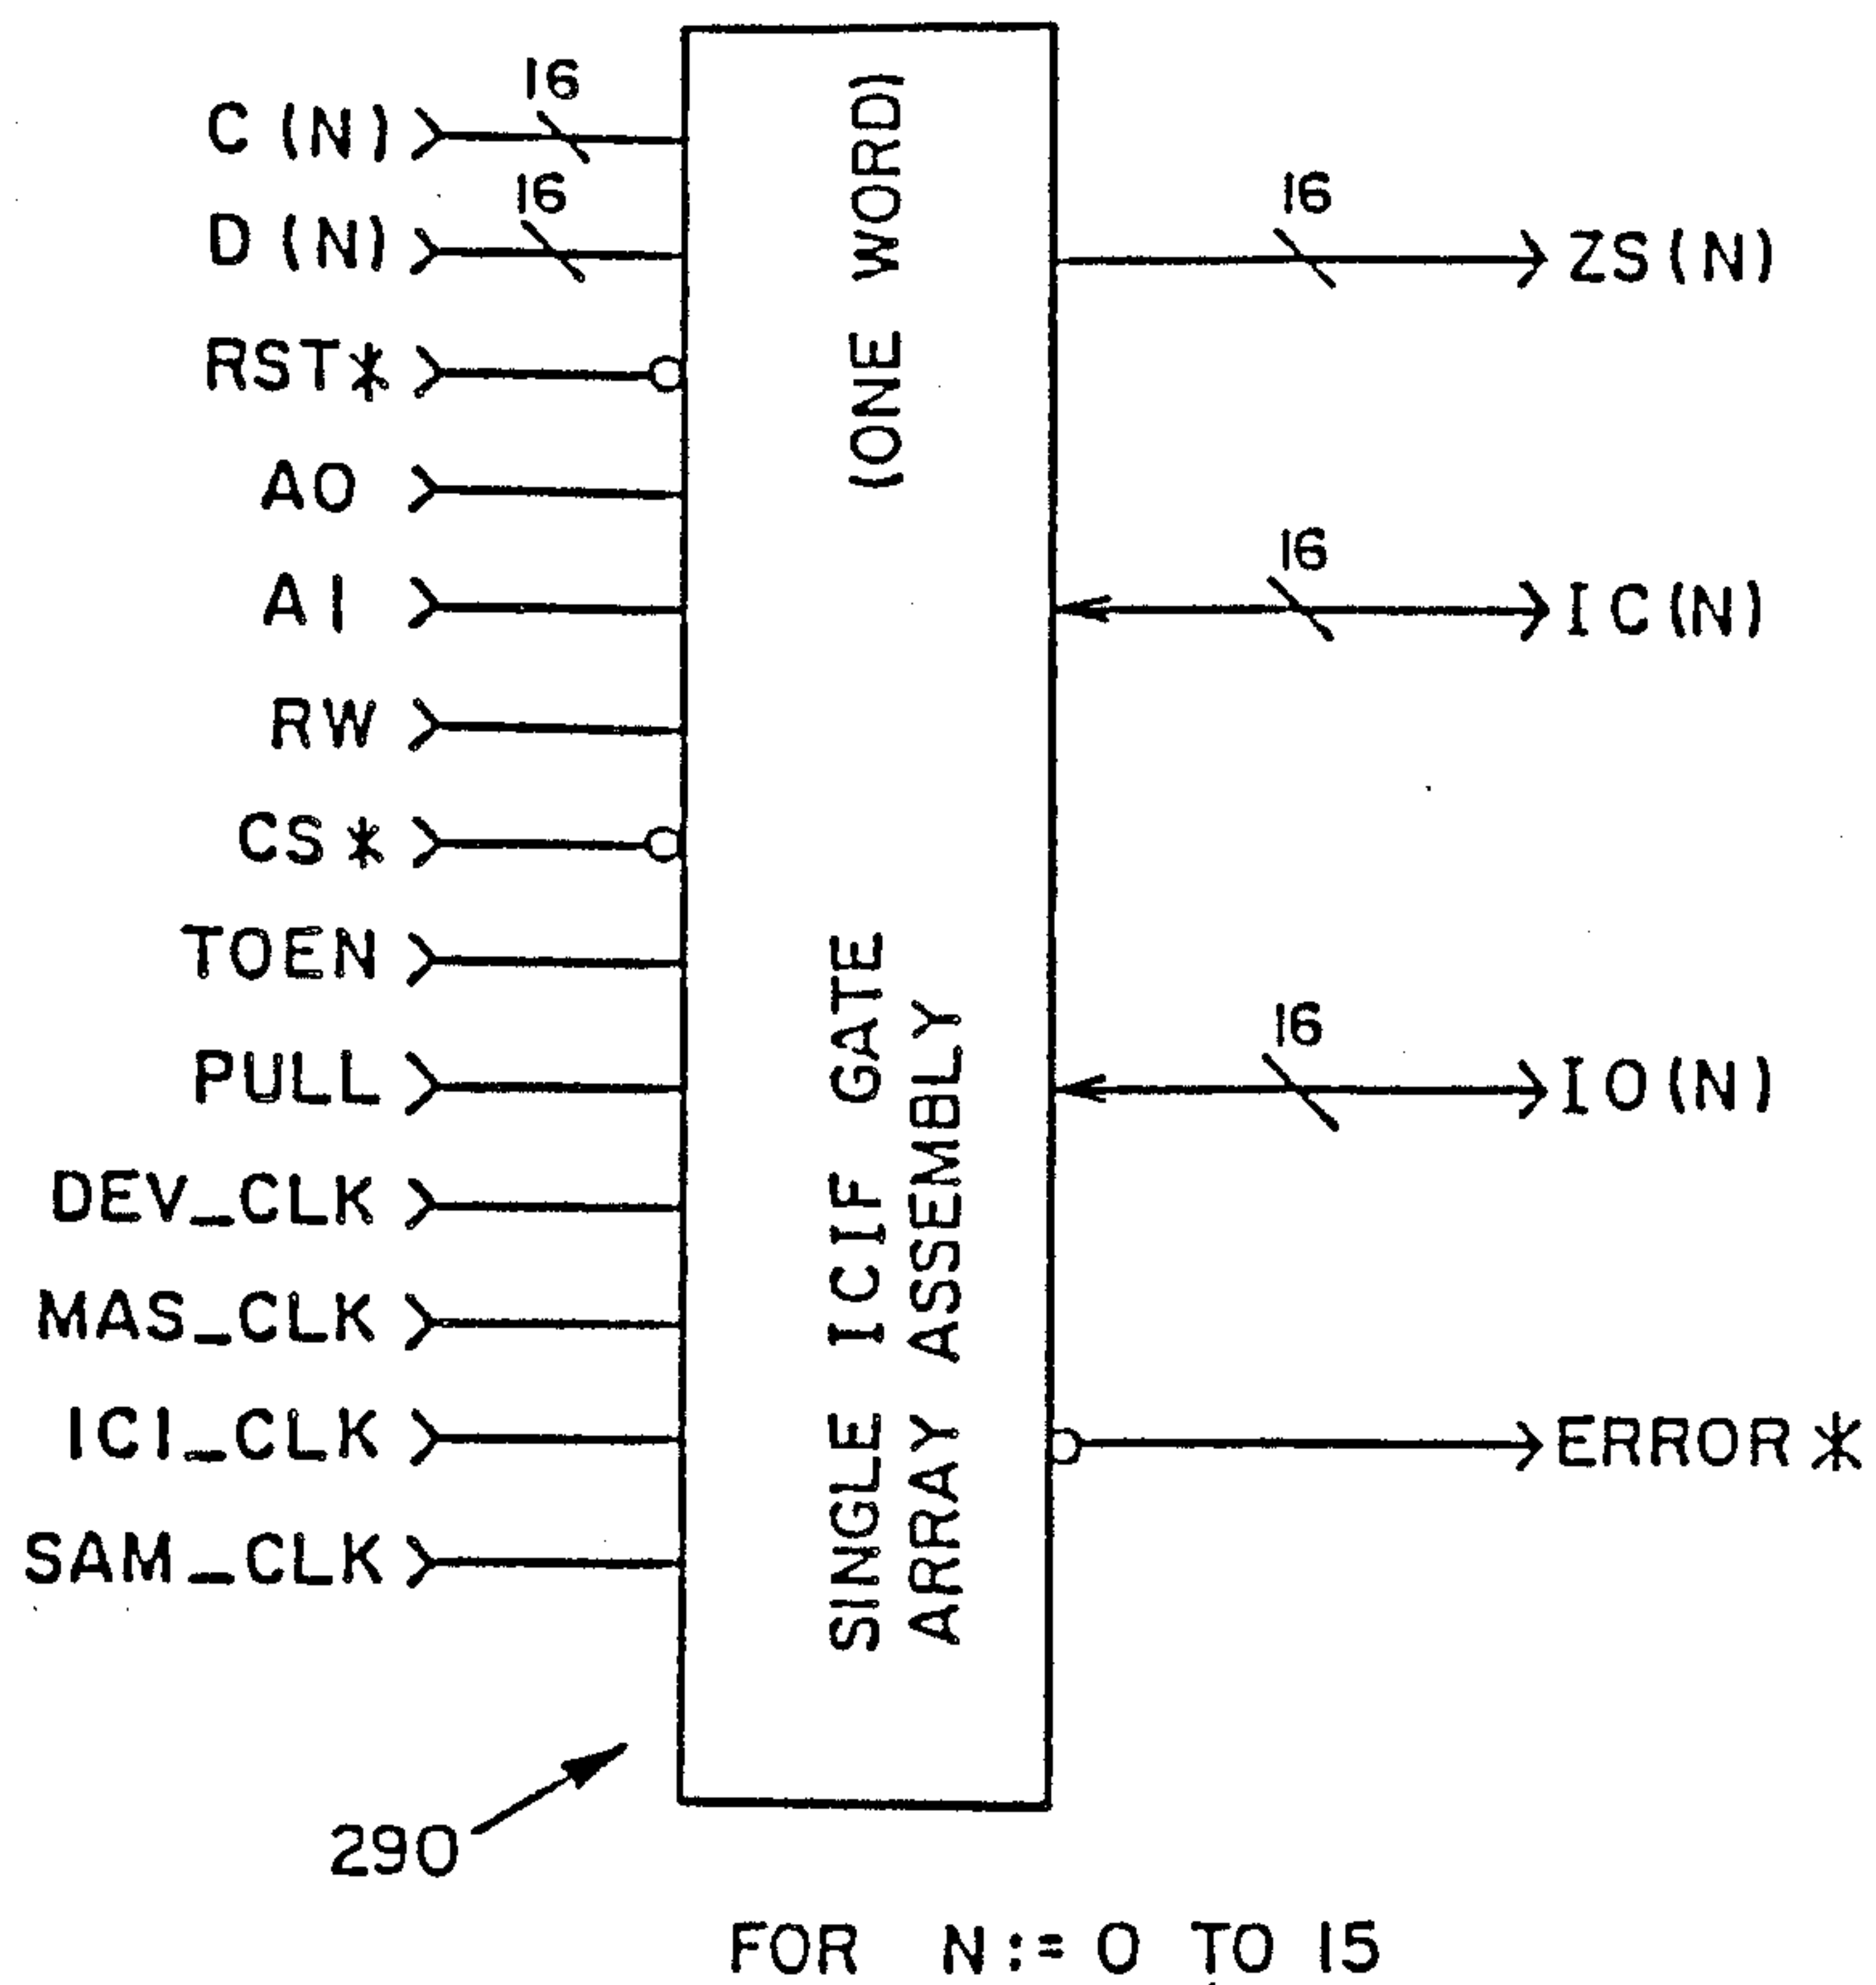 16
C (N)
16
D (N)
RST*
A0
A1
RW
CS*
TOEN
PULL
DEV_CLK
MAS_CLK
ICI_CLK
SAM_CLK
SINGLE ICIF GATE
ARRAY ASSEMBLY
(ONE WORD)
16
ZS(N)
16
IC(N)
16
IO(N)
ERROR*
290
FOR N:= 0 TO 15